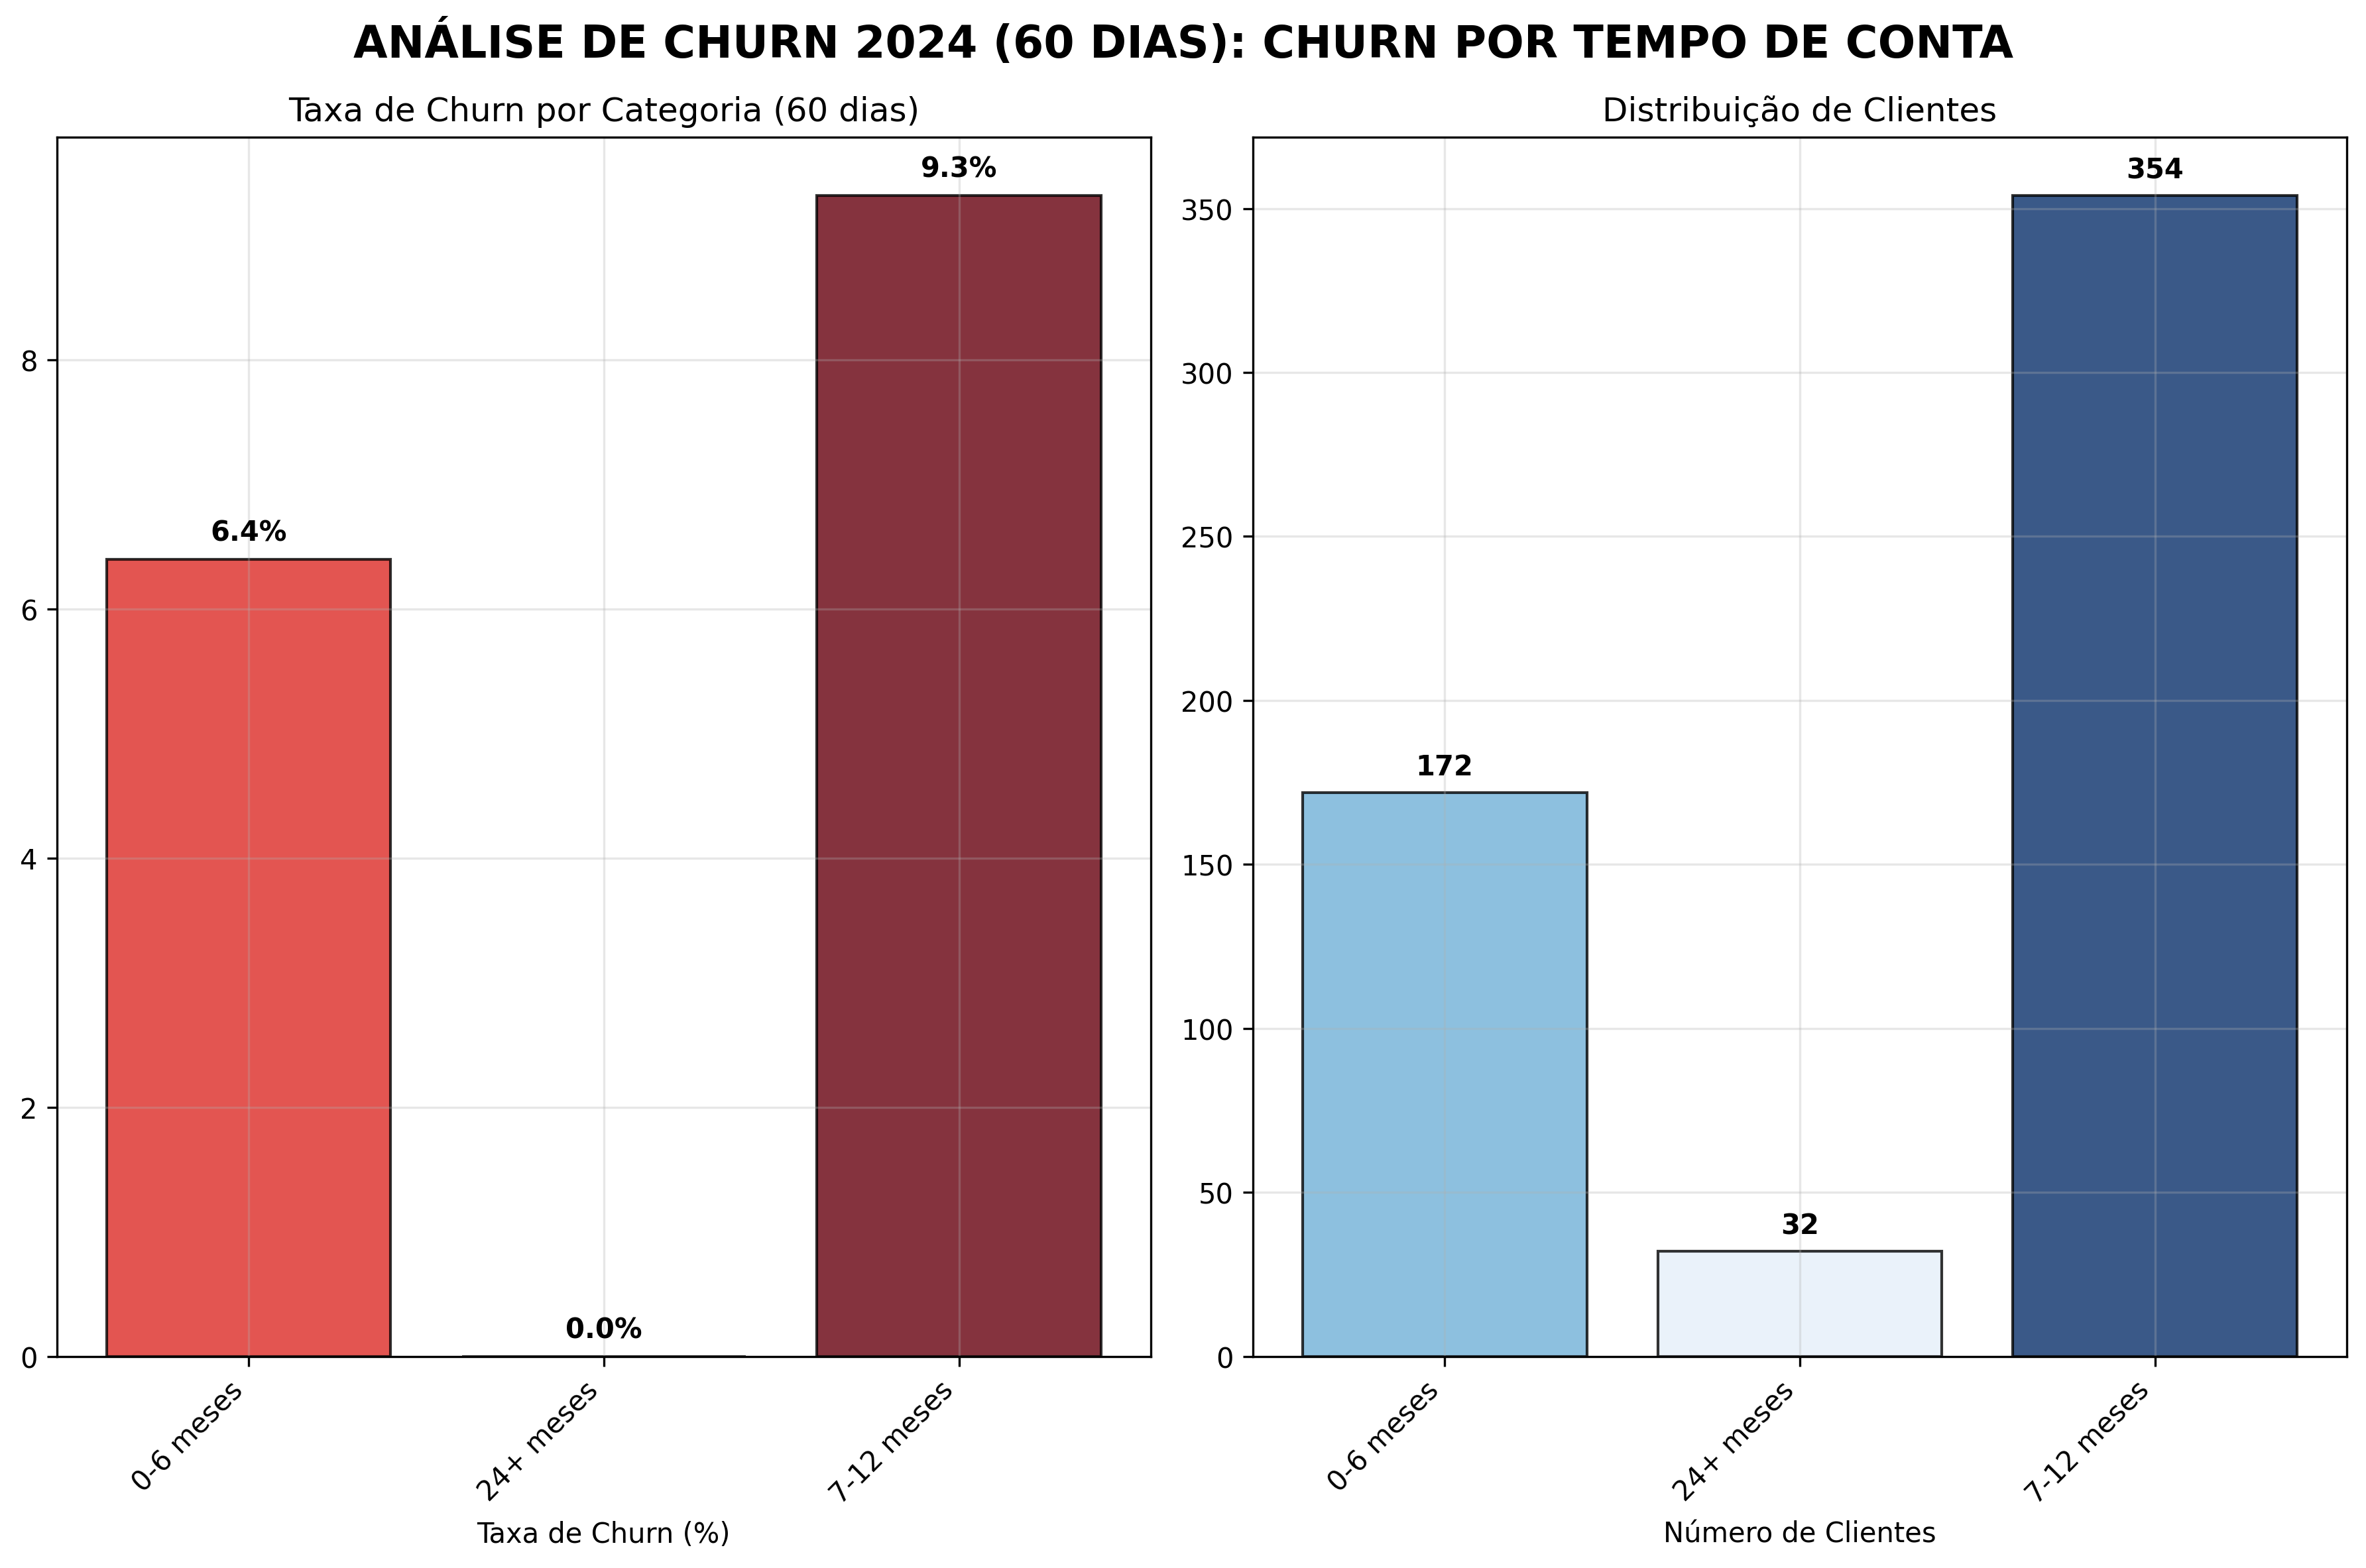 ANÁLISE DE CHURN 2024 (60 DIAS): CHURN POR TEMPO DE CONTA
Taxa de Churn por Categoria (60 dias)
9.3%
8
6.4%
6
4
2
0.0%
0
0-6 meses
24+ meses
7-12 meses
Taxa de Churn (%)
Distribuição de Clientes
354
350
300
250
200
172
150
100
50
32
0
0-6 meses
24+ meses
7-12 meses
Número de Clientes